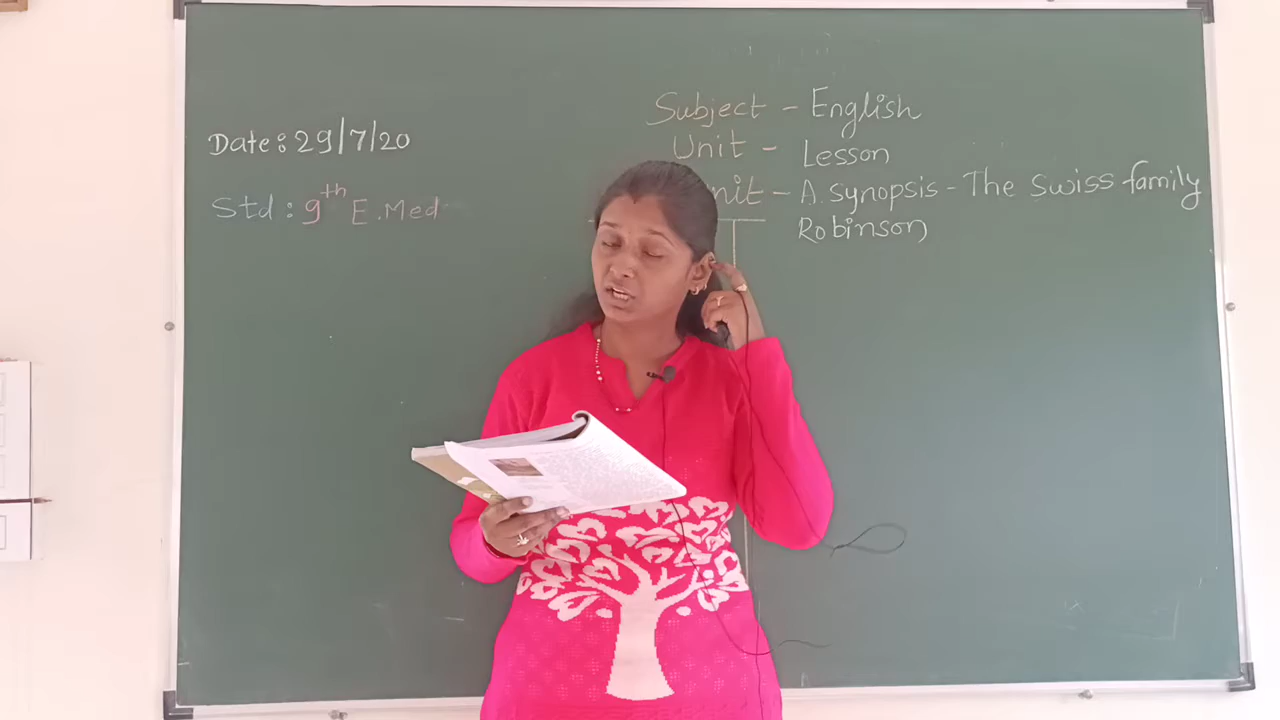 Date: 29/7/20
Std: 9th E.Med
Subject - English
Unit - Lesson
nit - A. synopsis - The Swiss family
Robinson